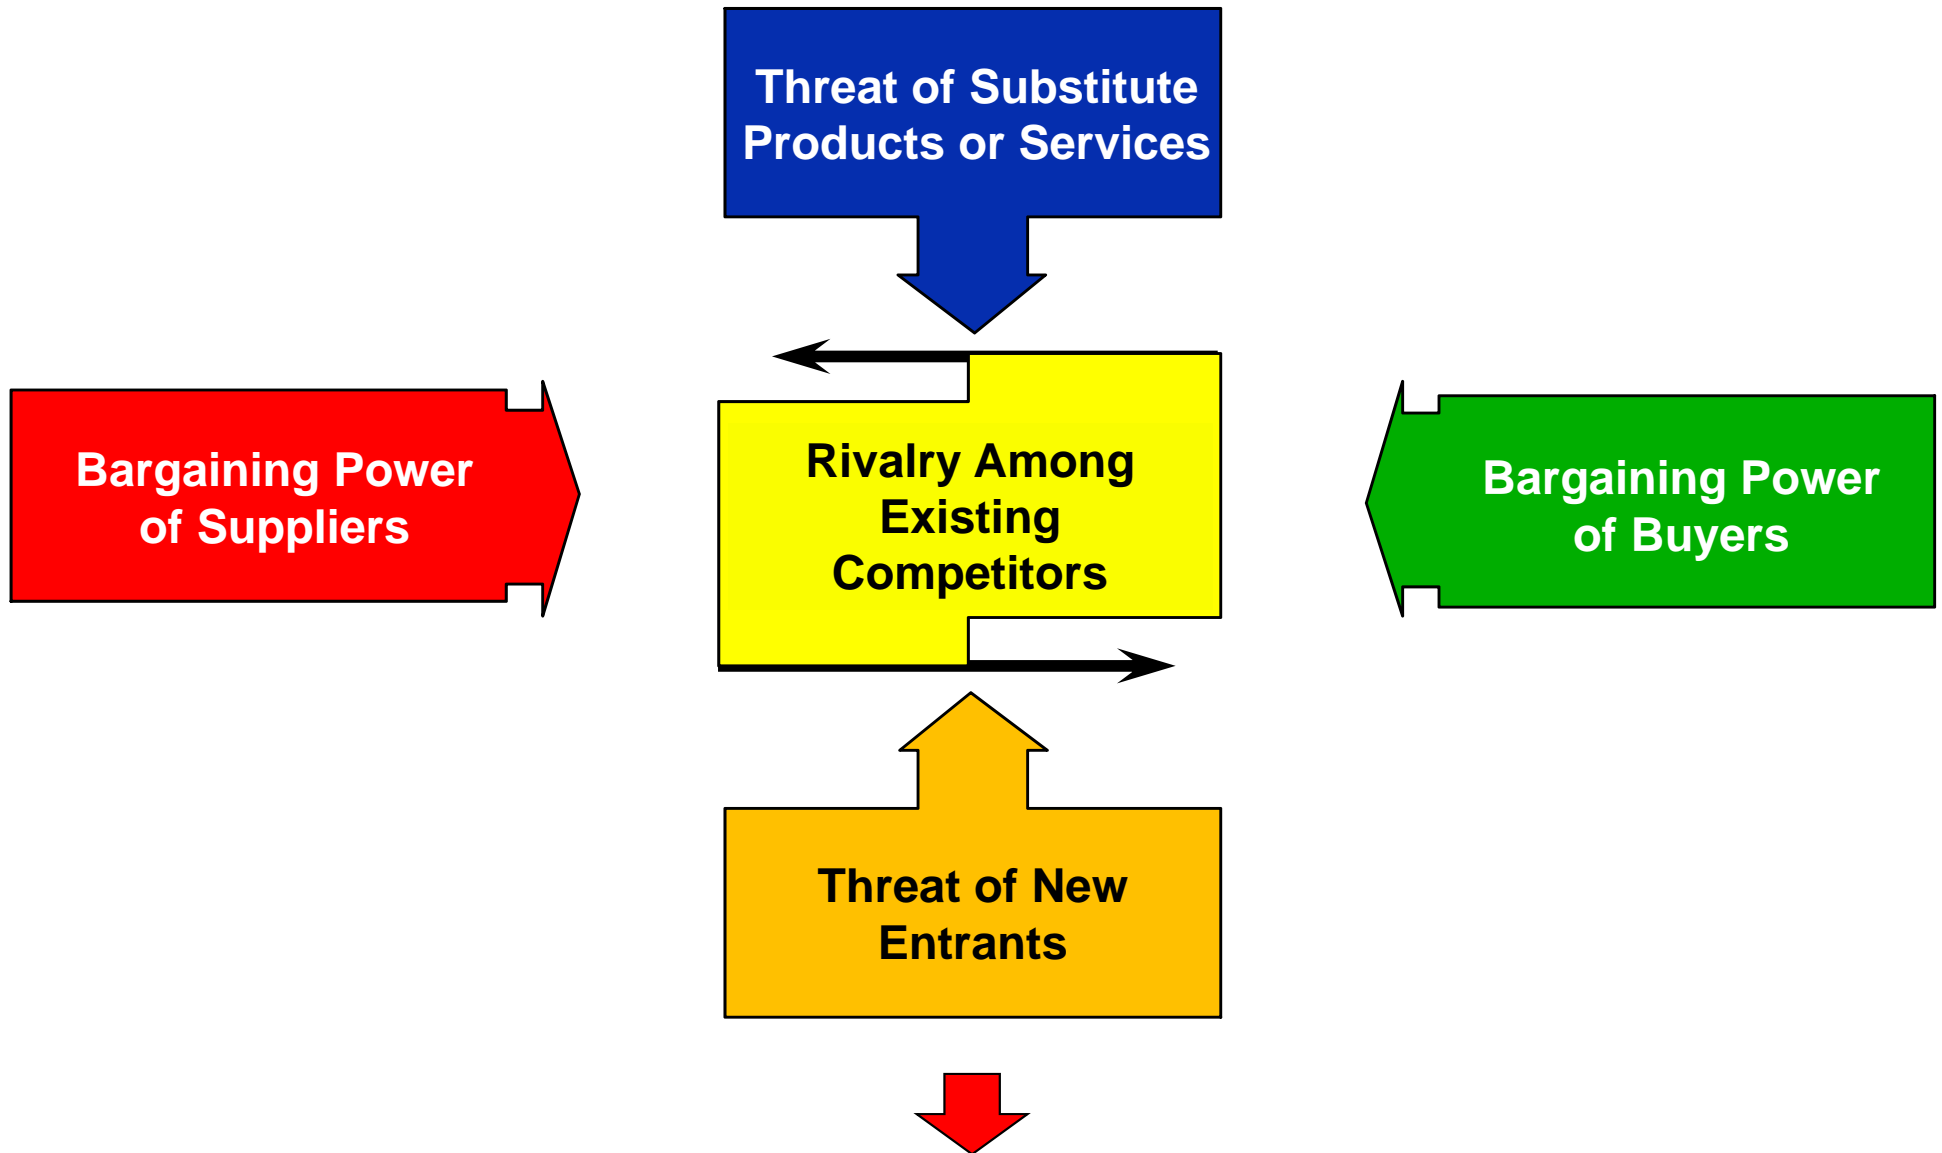 Threat of Substitute
Products or Services
Bargaining Power
of Suppliers
Rivalry Among
Existing
Competitors
Bargaining Power
of Buyers
Threat of New
Entrants